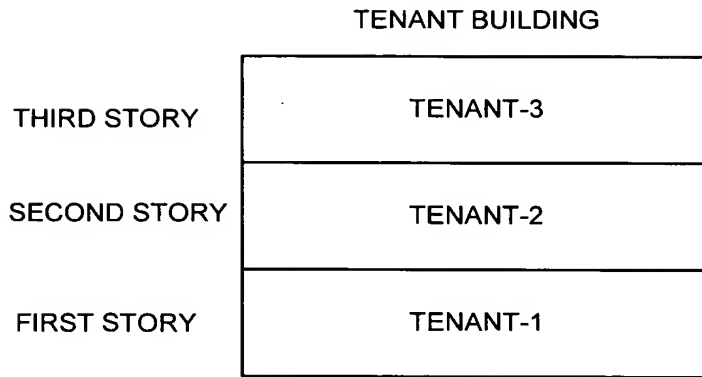 TENANT BUILDING
THIRD STORY TENANT-3
SECOND STORY TENANT-2
FIRST STORY TENANT-1